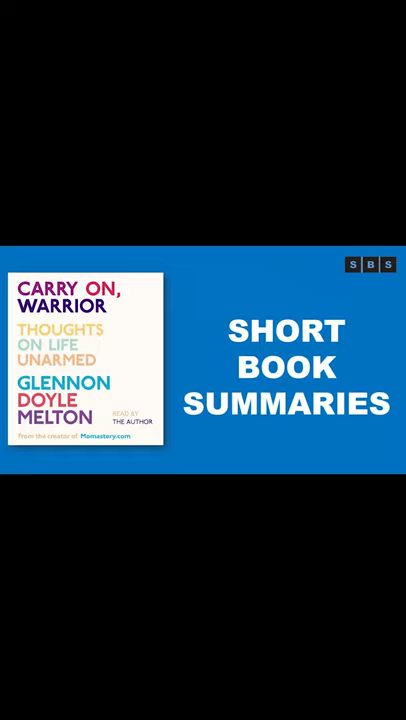 SBS
CARRY ON,
WARRIOR
THOUGHTS
ON LIFE
UNARMED
GLENNON
DOYLE
MELTON
READ BY
THE AUTHOR
From the creator of Momastery.com
SHORT
BOOK
SUMMARIES